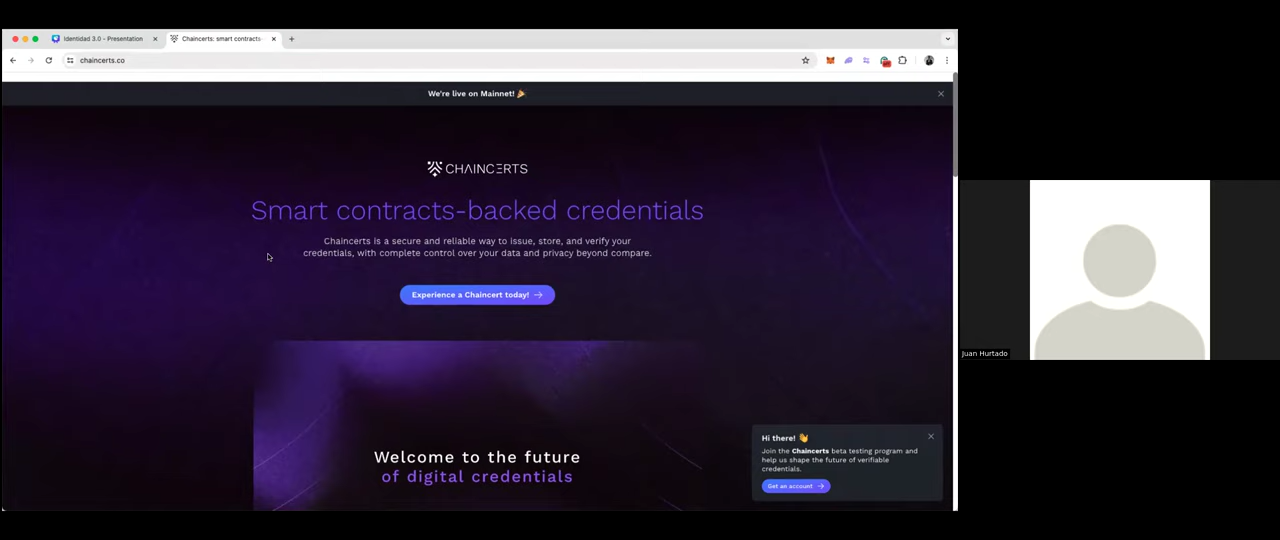 Identidad 3.0 - Presentation
Chaincerts: smart contracts-
chaincerts.co
We're live on Mainnet! 🎉
CHAINCERTS
Smart contracts-backed credentials
Chaincerts is a secure and reliable way to issue, store, and verify your
credentials, with complete control over your data and privacy beyond compare.
Experience a Chaincert today! →
Welcome to the future
of digital credentials
Hi there! 👋
Join the Chaincerts beta testing program and
help us shape the future of verifiable
credentials.
Get an account →
Juan Hurtado